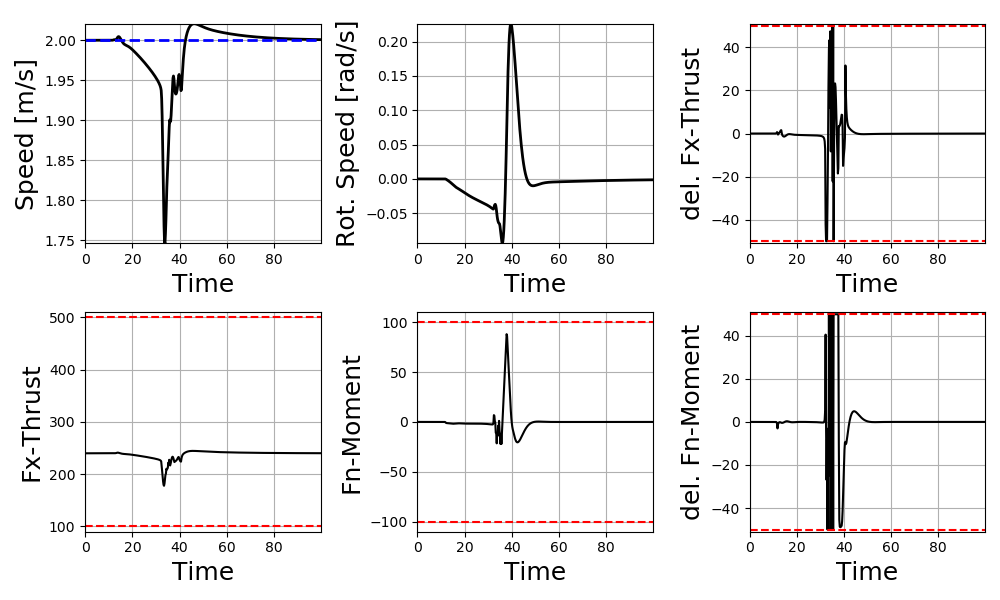 Speed [m/s]
2.00
1.95
1.90
1.85
1.80
1.75
0 20 40 60 80
Time
Rot. Speed [rad/s]
0.20
0.15
0.10
0.05
0.00
−0.05
0 20 40 60 80
Time
del. Fx-Thrust
40
20
0
−20
−40
0 20 40 60 80
Time
Fx-Thrust
500
400
300
200
100
0 20 40 60 80
Time
Fn-Moment
100
50
0
−50
−100
0 20 40 60 80
Time
del. Fn-Moment
40
20
0
−20
−40
0 20 40 60 80
Time